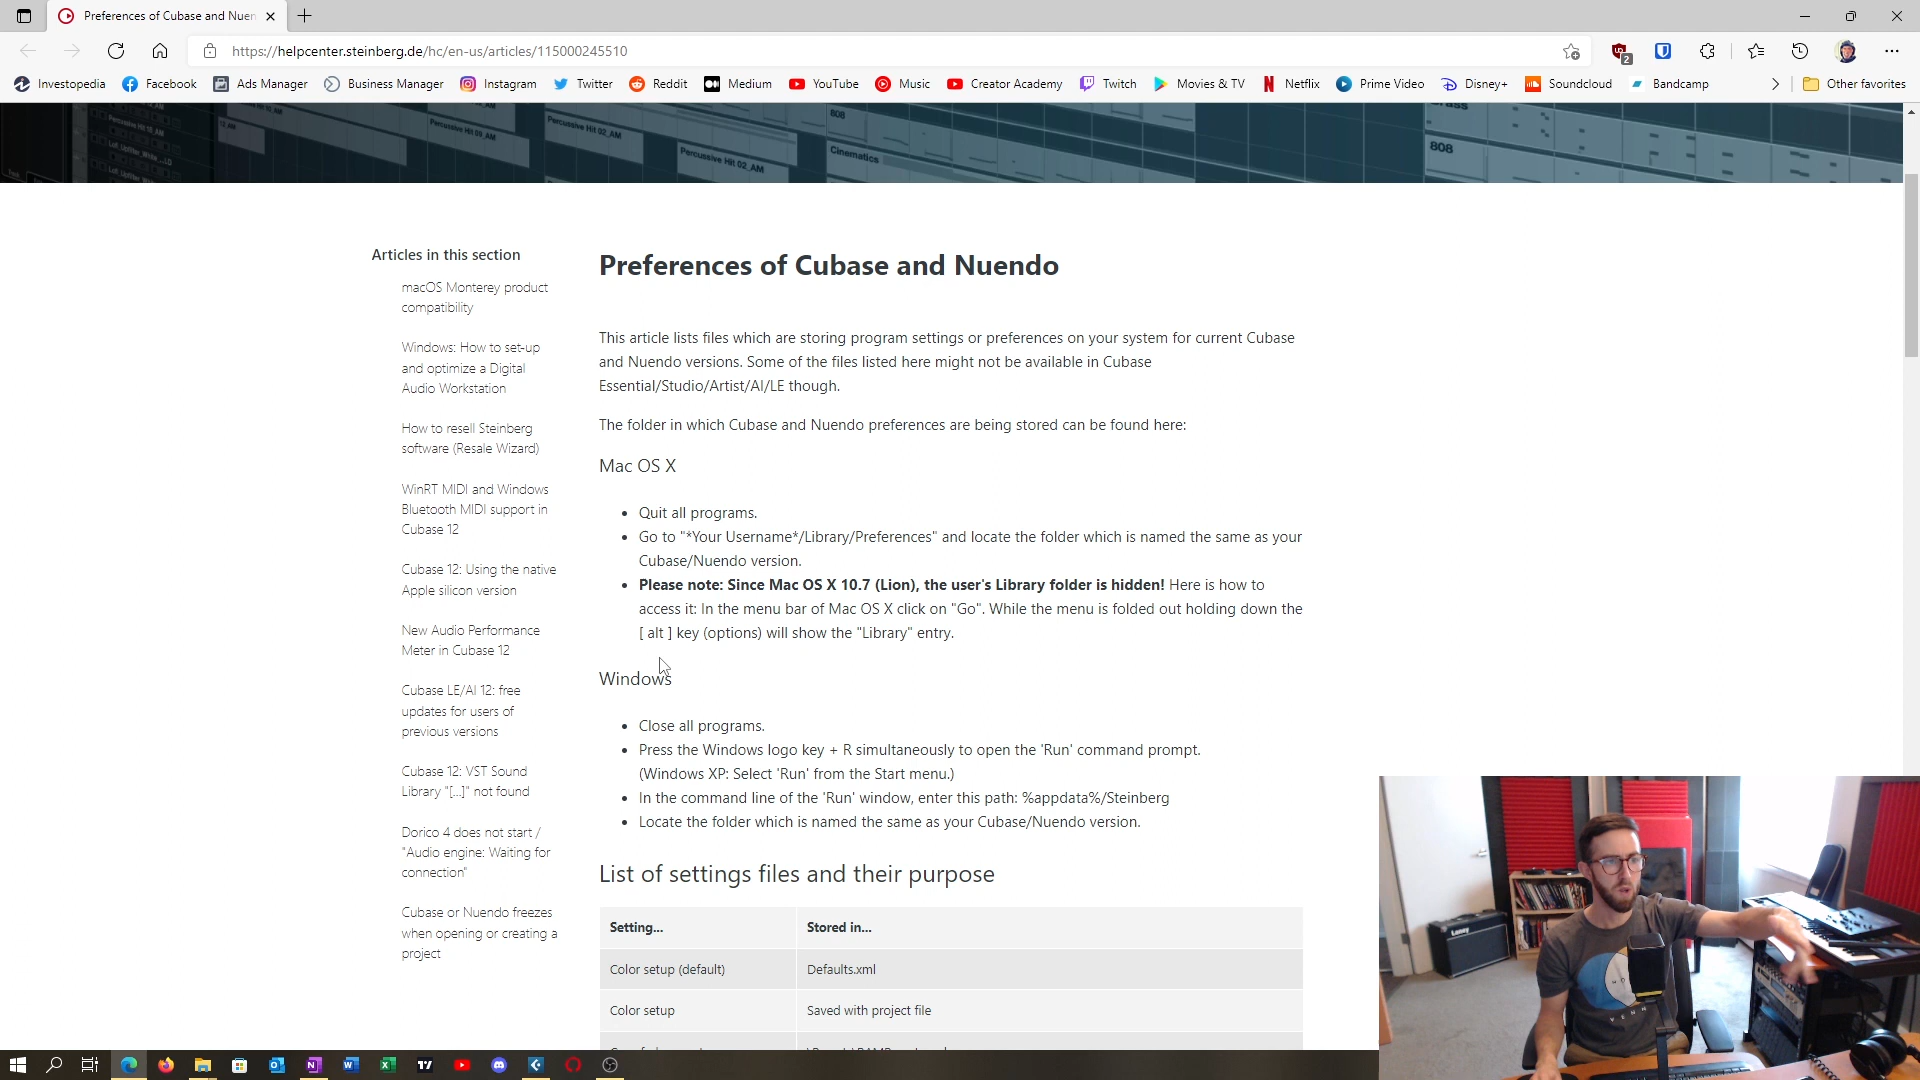 Preferences of Cubase and Nuen
https://helpcenter.steinberg.de/hc/en-us/articles/115000245510
2
Investopedia
Facebook
Ads Manager
Business Manager
Instagram
Twitter
Reddit
Medium
YouTube
Music
Creator Academy
Twitch
Movies & TV
Netflix
Prime Video
Disney+
Soundcloud
Bandcamp
Other favorites
Percussive Hit 09_AM
Percussive Hit 02_AM
Percussive Hit 02_AM
808
Cinematics
808
Articles in this section
macOS Monterey product
compatibility
Windows: How to set-up
and optimize a Digital
Audio Workstation
How to resell Steinberg
software (Resale Wizard)
WinRT MIDI and Windows
Bluetooth MIDI support in
Cubase 12
Cubase 12: Using the native
Apple silicon version
New Audio Performance
Meter in Cubase 12
Cubase LE/AI 12: free
updates for users of
previous versions
Cubase 12: VST Sound
Library "[...]" not found
Dorico 4 does not start /
"Audio engine: Waiting for
connection"
Cubase or Nuendo freezes
when opening or creating a
project
Preferences of Cubase and Nuendo
This article lists files which are storing program settings or preferences on your system for current Cubase
and Nuendo versions. Some of the files listed here might not be available in Cubase
Essential/Studio/Artist/AI/LE though.
The folder in which Cubase and Nuendo preferences are being stored can be found here:
Mac OS X
• Quit all programs.
• Go to "*Your Username*/Library/Preferences" and locate the folder which is named the same as your
Cubase/Nuendo version.
• Please note: Since Mac OS X 10.7 (Lion), the user's Library folder is hidden! Here is how to
access it: In the menu bar of Mac OS X click on "Go". While the menu is folded out holding down the
[ alt ] key (options) will show the "Library" entry.
Windows
• Close all programs.
• Press the Windows logo key + R simultaneously to open the 'Run' command prompt.
(Windows XP: Select 'Run' from the Start menu.)
• In the command line of the 'Run' window, enter this path: %appdata%/Steinberg
• Locate the folder which is named the same as your Cubase/Nuendo version.
List of settings files and their purpose
Setting...
Stored in...
Color setup (default)
Defaults.xml
Color setup
Saved with project file
Laney